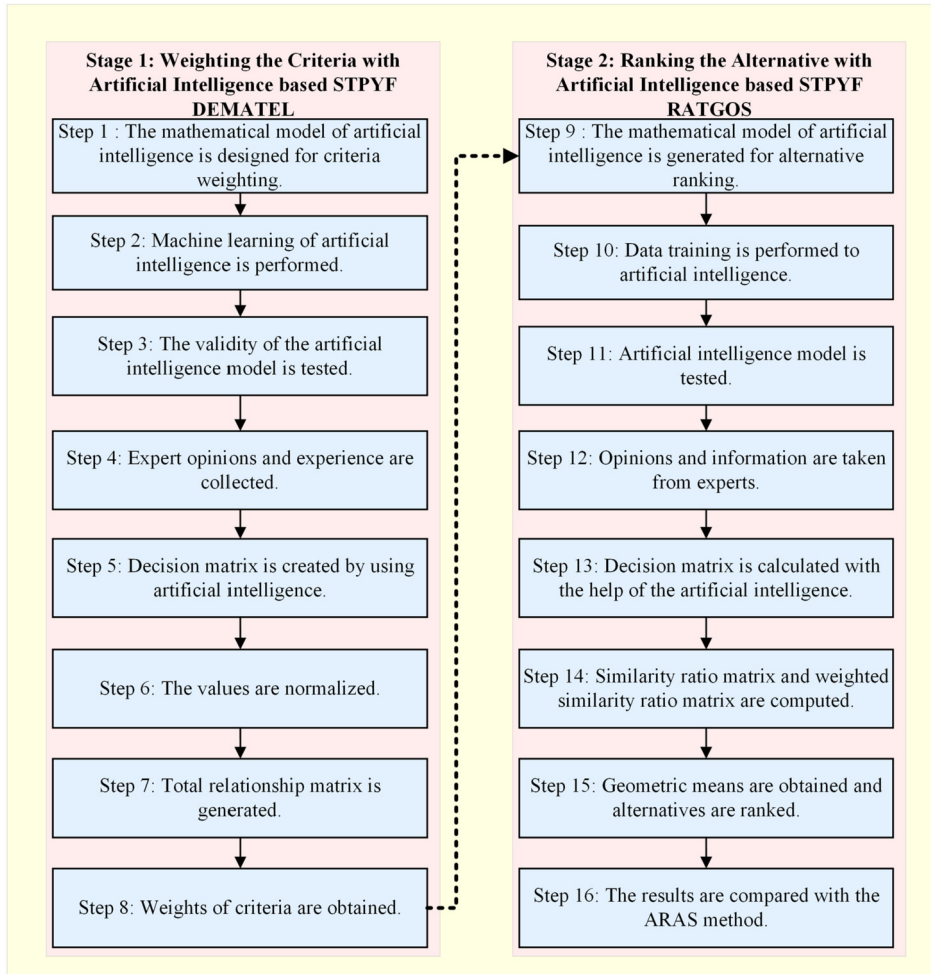 Stage 1: Weighting the Criteria with
Artificial Intelligence based STPYF
DEMATEL
Step 1 : The mathematical model of artificial
intelligence is designed for criteria
weighting.
Step 2: Machine learning of artificial
intelligence is performed.
Step 3: The validity of the artificial
intelligence model is tested.
Step 4: Expert opinions and experience are
collected.
Step 5: Decision matrix is created by using
artificial intelligence.
Step 6: The values are normalized.
Step 7: Total relationship matrix is
generated.
Step 8: Weights of criteria are obtained.
Stage 2: Ranking the Alternative with
Artificial Intelligence based STPYF
RATGOS
Step 9 : The mathematical model of artificial
intelligence is generated for alternative
ranking.
Step 10: Data training is performed to
artificial intelligence.
Step 11: Artificial intelligence model is
tested.
Step 12: Opinions and information are taken
from experts.
Step 13: Decision matrix is calculated with
the help of the artificial intelligence.
Step 14: Similarity ratio matrix and weighted
similarity ratio matrix are computed.
Step 15: Geometric means are obtained and
alternatives are ranked.
Step 16: The results are compared with the
ARAS method.